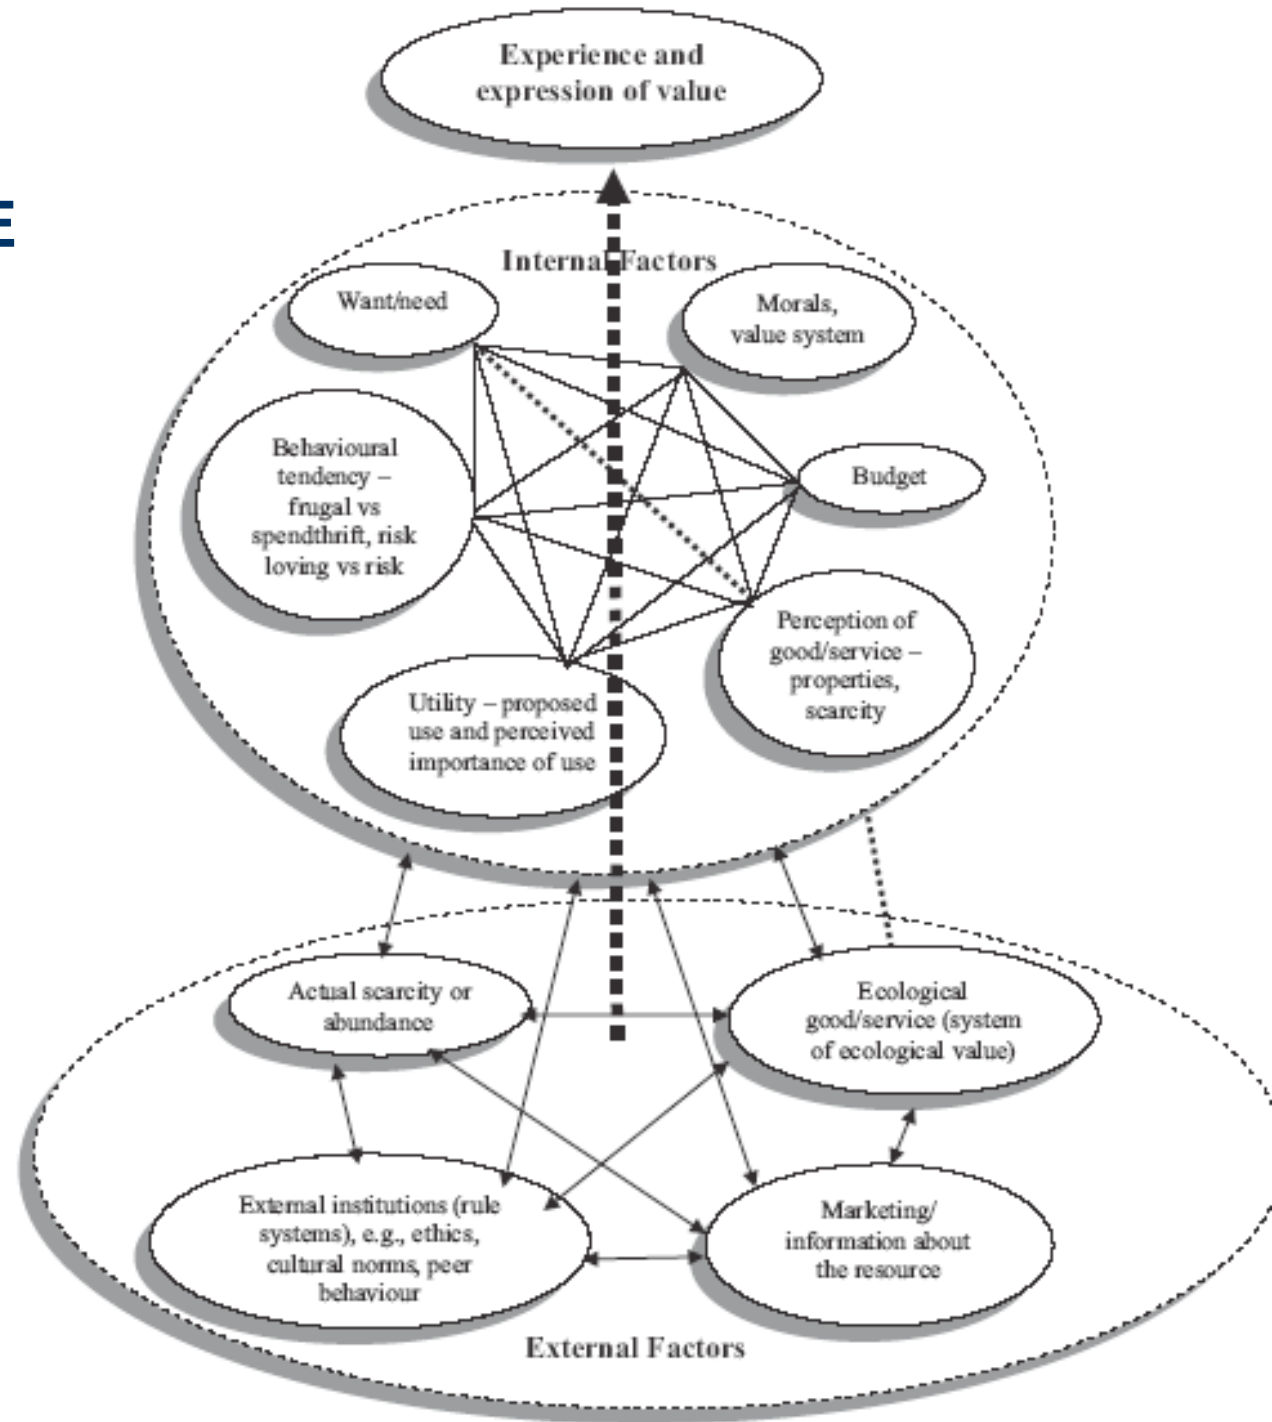 Experience and
expression of value
E
Internal Factors
Want/need
Morals,
value system
Behavioural
tendency –
frugal vs
spendthrift, risk
loving vs risk
Budget
Perception of
good/service –
properties,
scarcity
Utility – proposed
use and perceived
importance of use
Actual scarcity or
abundance
Ecological
good/service (system
of ecological value)
External institutions (rule
systems), e.g., ethics,
cultural norms, peer
behaviour
Marketing/
information about
the resource
External Factors